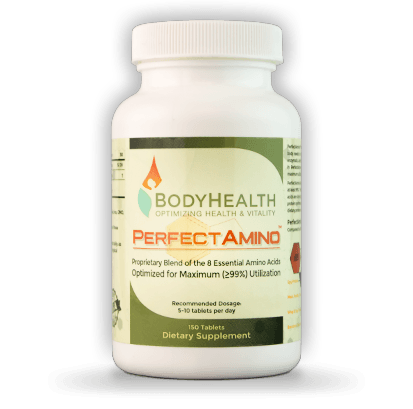 BODYHEALTH
OPTIMIZING HEALTH & VITALITY
PERFECTAMINO™
Proprietary Blend of the 8 Essential Amino Acids
Optimized for Maximum (≥99%) Utilization
Recommended Dosage:
5-10 tablets per day
150 Tablets
Dietary Supplement